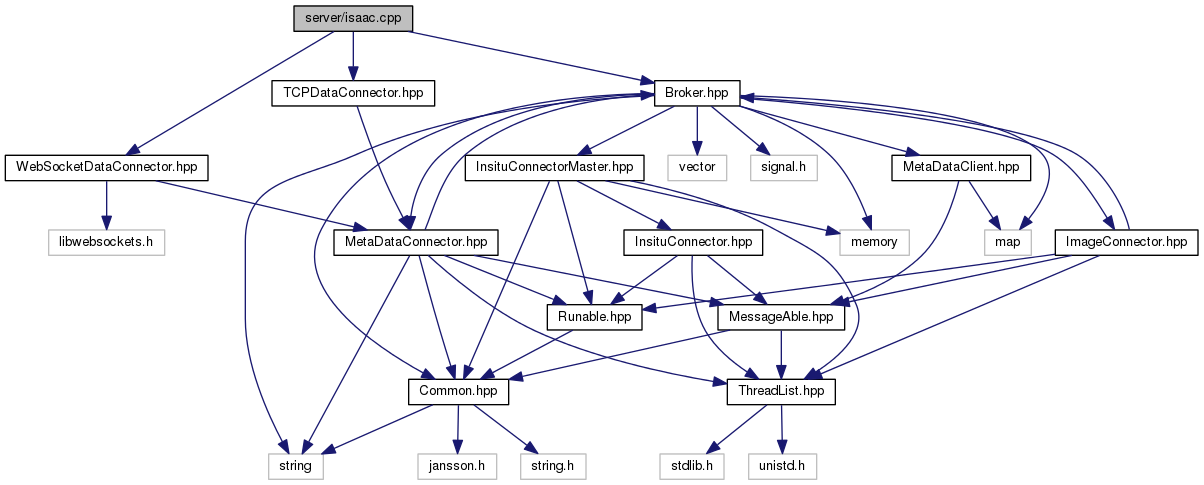 server/isaac.cpp
TCPDataConnector.hpp
Broker.hpp
WebSocketDataConnector.hpp
InsituConnectorMaster.hpp
vector
signal.h
MetaDataClient.hpp
libwebsockets.h
MetaDataConnector.hpp
InsituConnector.hpp
memory
map
ImageConnector.hpp
Runable.hpp
MessageAble.hpp
Common.hpp
ThreadList.hpp
string
jansson.h
string.h
stdlib.h
unistd.h